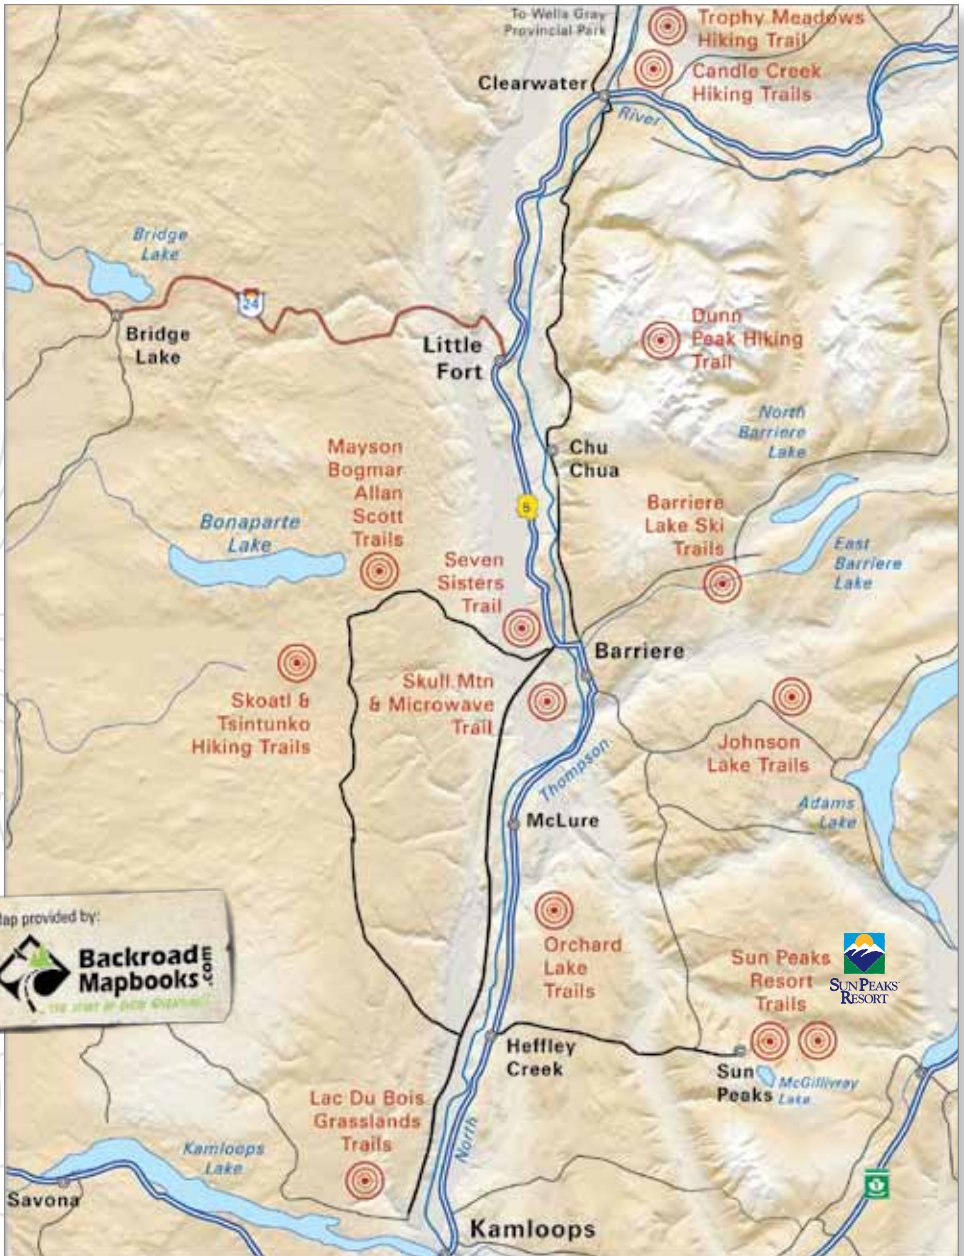 To Wells Gray
Provincial Park
Trophy Meadows
Hiking Trail
Candle Creek
Hiking Trails
Clearwater
River
Bridge
Lake
24
Bridge
Lake
Little
Fort
Dunn
Peak Hiking
Trail
North
Barriere
Lake
Chu
Chua
Mayson
Bogmar
Allan
Scott
Trails
Barriere
Lake Ski
Trails
5
Bonaparte
Lake
East
Barriere
Lake
Seven
Sisters
Trail
Barriere
Skull Mtn
& Microwave
Trail
Skoatl &
Tsintunko
Hiking Trails
Johnson
Lake Trails
Thompson
Adams
Lake
McLure
Map provided by:
Backroad
Mapbooks.com
Orchard
Lake
Trails
Sun Peaks
Resort
Trails
SUN PEAKS
RESORT
Heffley
Creek
Sun
Peaks
McGillivray
Lake
Lac Du Bois
Grasslands
Trails
North
Kamloops
Lake
1
Savona
Kamloops